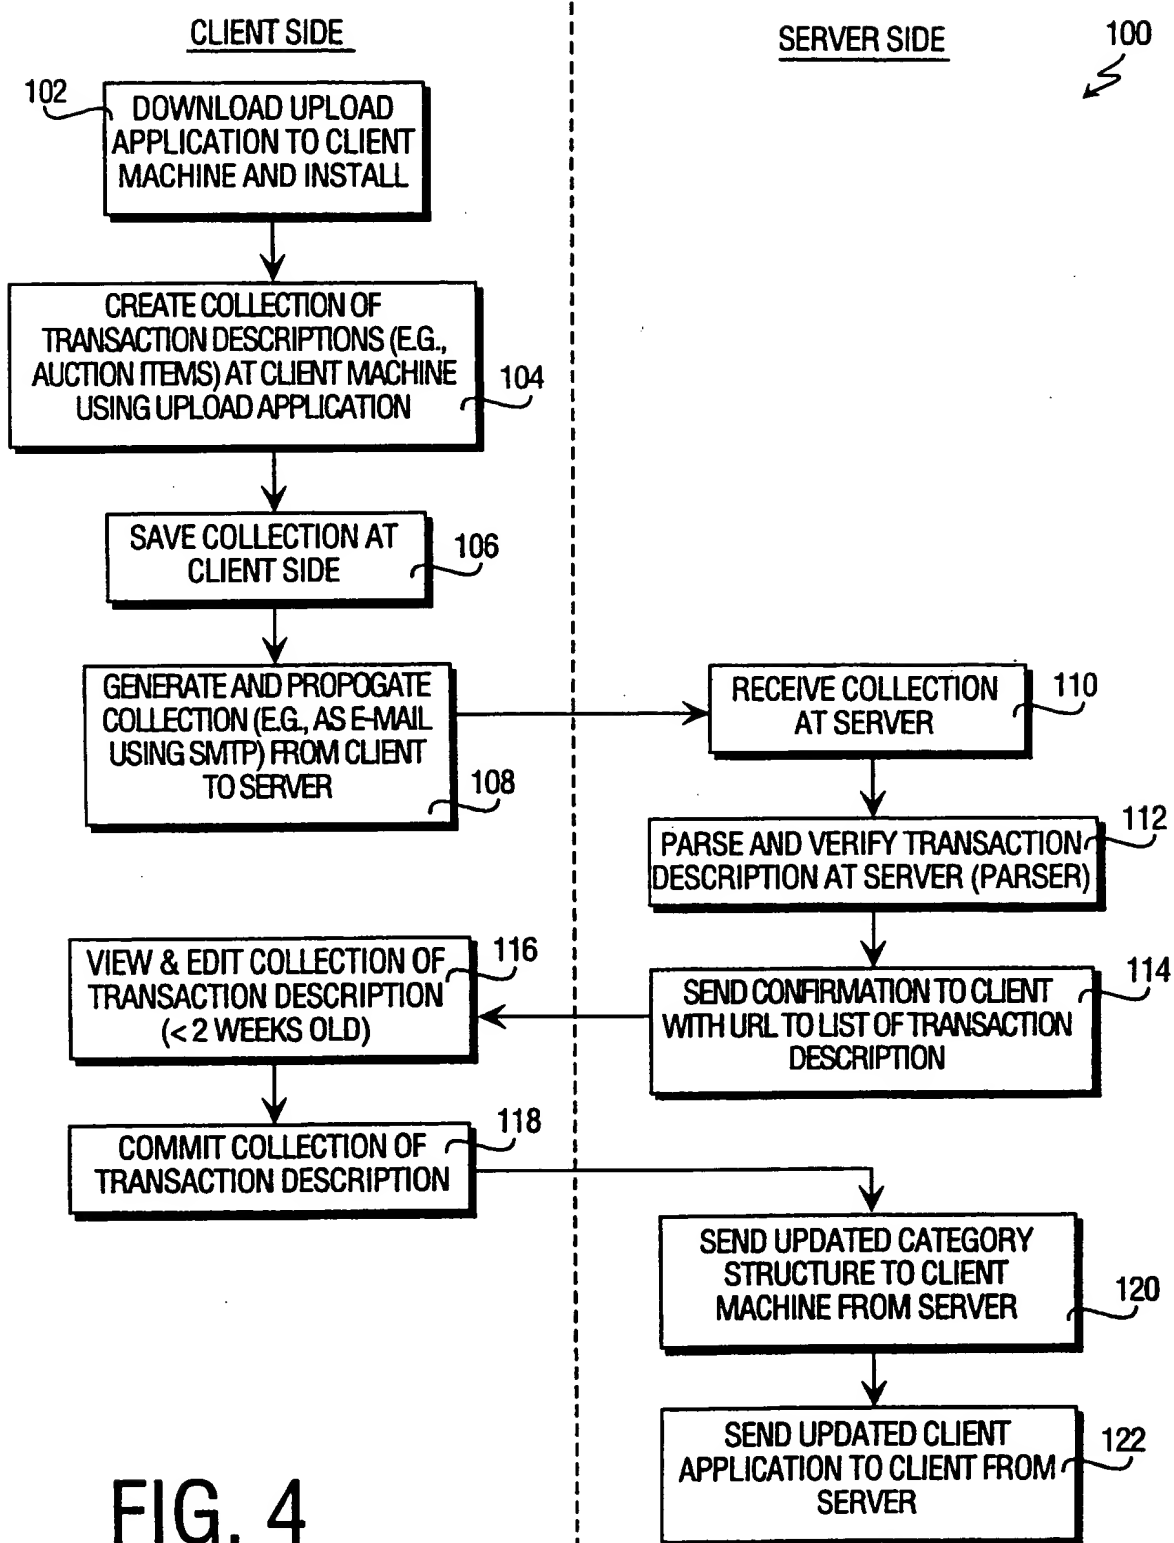 CLIENT SIDE
SERVER SIDE
100
102
DOWNLOAD UPLOAD
APPLICATION TO CLIENT
MACHINE AND INSTALL
CREATE COLLECTION OF
TRANSACTION DESCRIPTIONS (E.G.,
AUCTION ITEMS) AT CLIENT MACHINE
USING UPLOAD APPLICATION
104
SAVE COLLECTION AT
CLIENT SIDE
106
GENERATE AND PROPOGATE
COLLECTION (E.G., AS E-MAIL
USING SMTP) FROM CLIENT
TO SERVER
108
RECEIVE COLLECTION
AT SERVER
110
PARSE AND VERIFY TRANSACTION
DESCRIPTION AT SERVER (PARSER)
112
SEND CONFIRMATION TO CLIENT
WITH URL TO LIST OF TRANSACTION
DESCRIPTION
114
VIEW & EDIT COLLECTION OF
TRANSACTION DESCRIPTION
(< 2 WEEKS OLD)
116
COMMIT COLLECTION OF
TRANSACTION DESCRIPTION
118
SEND UPDATED CATEGORY
STRUCTURE TO CLIENT
MACHINE FROM SERVER
120
SEND UPDATED CLIENT
APPLICATION TO CLIENT FROM
SERVER
122
FIG. 4